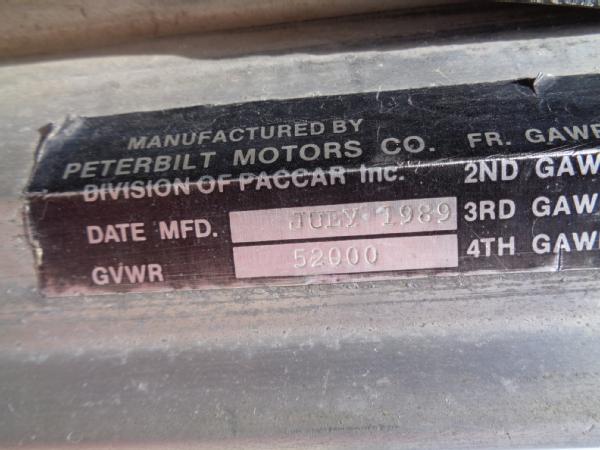 MANUFACTURED BY
PETERBILT MOTORS CO.
DIVISION OF PACCAR Inc.
DATE MFD. JULY 1989
GVWR 52000
FR. GAWR
2ND GAW
3RD GAW
4TH GAW